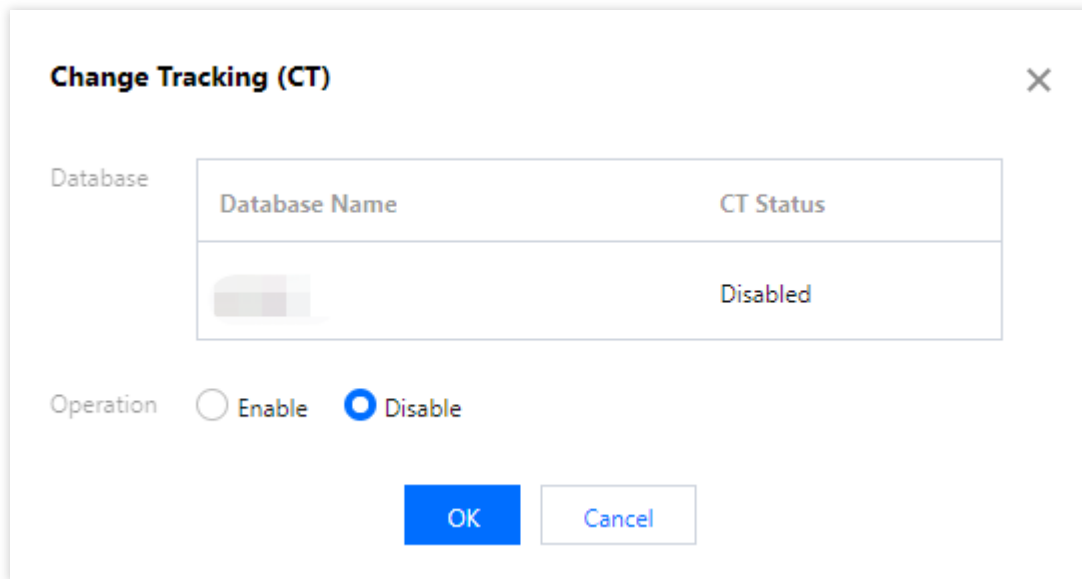 Change Tracking (CT)
Database
Database Name CT Status
Disabled
Operation Enable Disable
OK Cancel